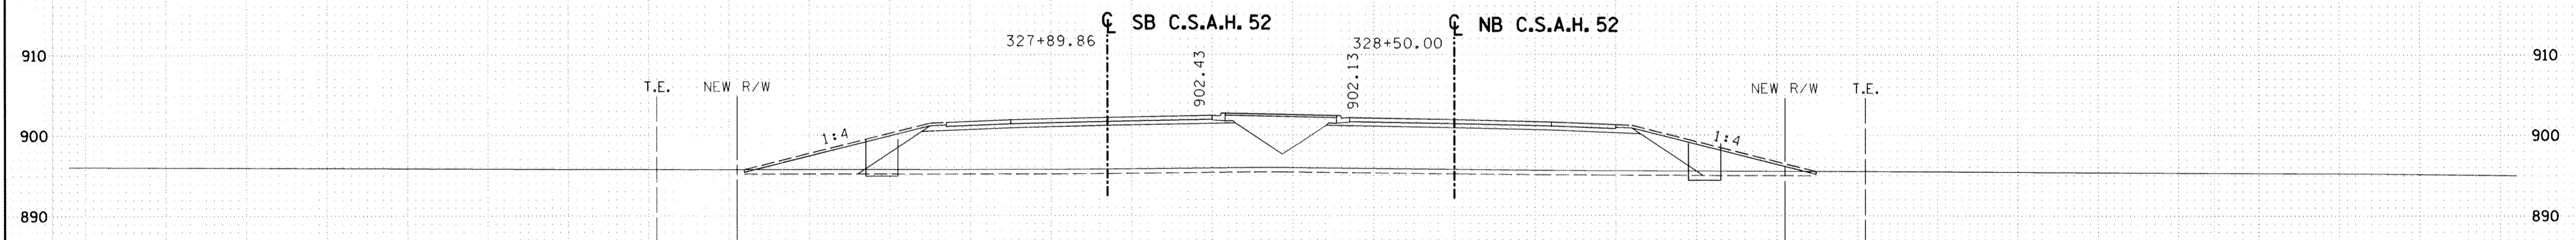 ℄ SB C.S.A.H. 52
℄ NB C.S.A.H. 52
327+89.86
328+50.00
910
910
902.43
902.13
T.E.
NEW R/W
NEW R/W
T.E.
1:4
1:4
900
900
890
890